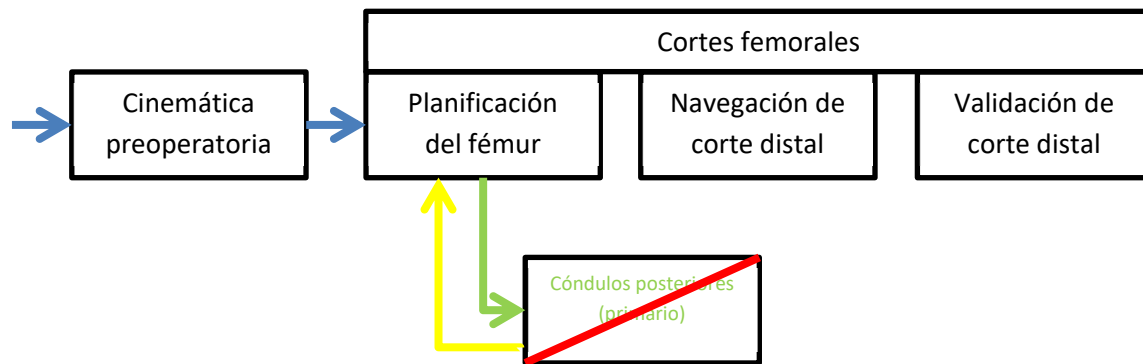 Cortes femorales
Cinemática
preoperatoria
Planificación
del fémur
Navegación de
corte distal
Validación de
corte distal
Cóndulos posteriores
(primario)